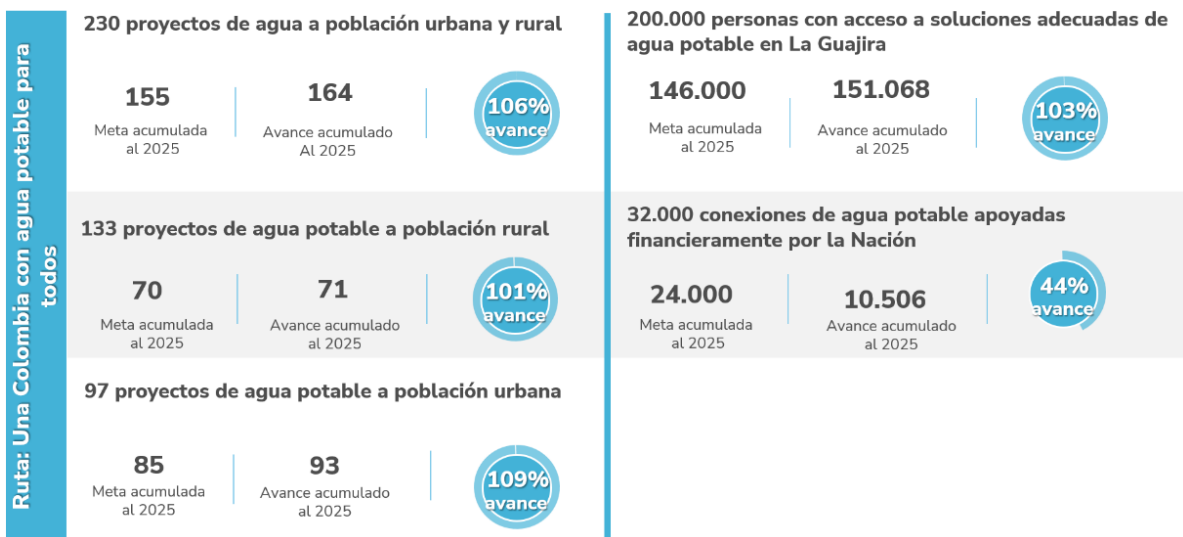 Ruta: Una Colombia con agua potable para
todos
230 proyectos de agua a población urbana y rural
155
Meta acumulada
al 2025
164
Avance acumulado
Al 2025
106%
avance
133 proyectos de agua potable a población rural
70
Meta acumulada
al 2025
71
Avance acumulado
al 2025
101%
avance
97 proyectos de agua potable a población urbana
85
Meta acumulada
al 2025
93
Avance acumulado
al 2025
109%
avance
200.000 personas con acceso a soluciones adecuadas de
agua potable en La Guajira
146.000
Meta acumulada
al 2025
151.068
Avance acumulado
al 2025
103%
avance
32.000 conexiones de agua potable apoyadas
financieramente por la Nación
24.000
Meta acumulada
al 2025
10.506
Avance acumulado
al 2025
44%
avance